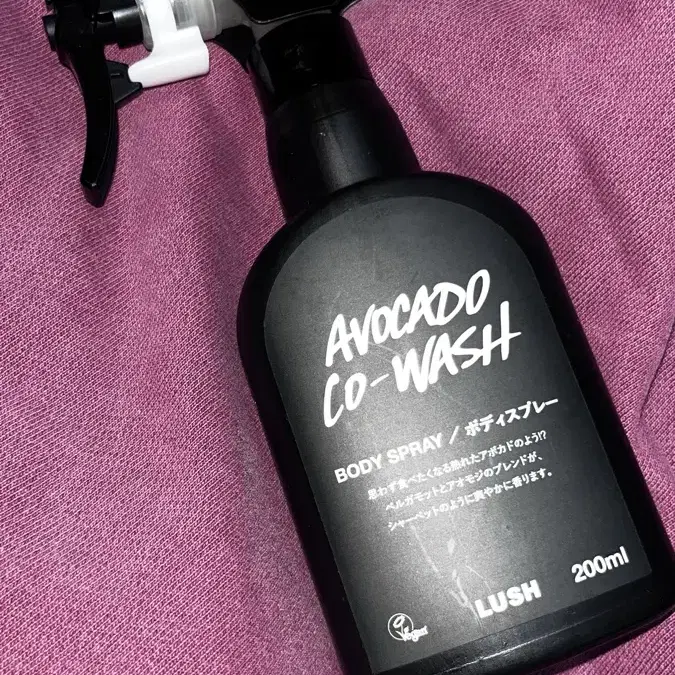 AVOCADO
CO-WASH
BODY SPRAY / ボディスプレー
思わず食べたくなる熟れたアボカドのよう!?
ベルガモットとアオモジのブレンドが、
シャーベットのように爽やかに香ります。
LUSH 200ml
Vegan